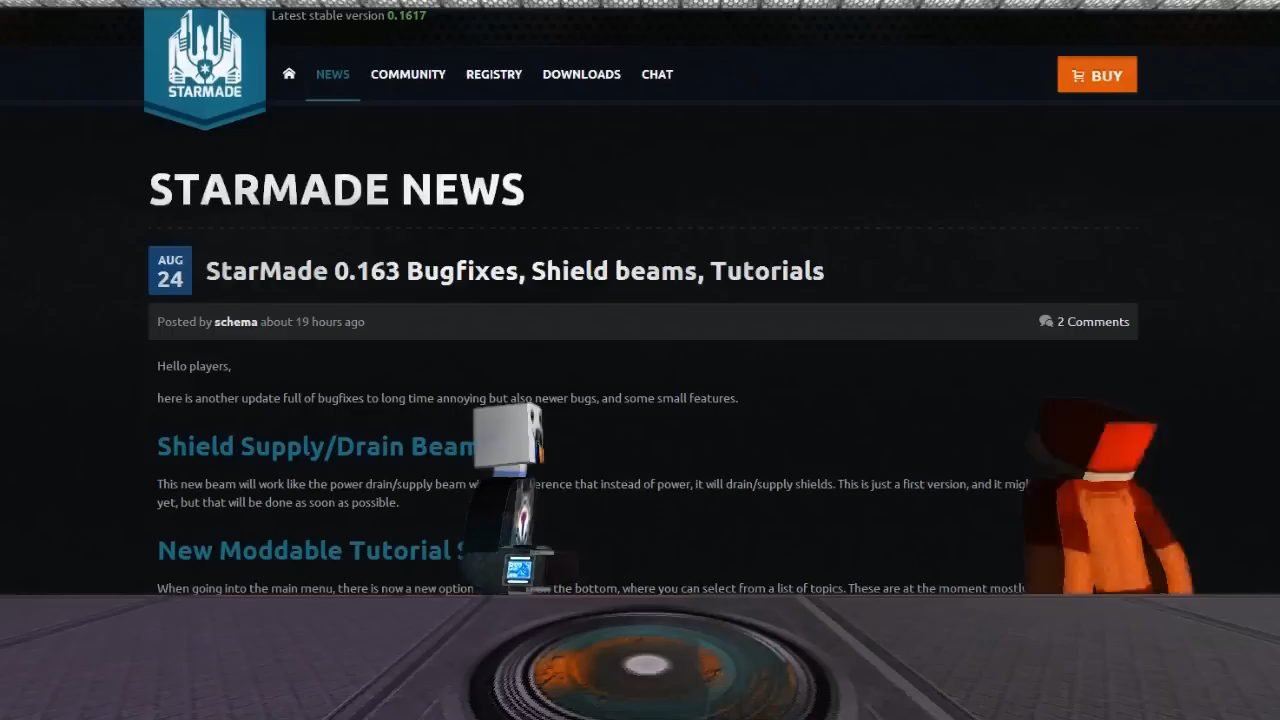 Latest stable version 0.1617
STARMADE
NEWS COMMUNITY REGISTRY DOWNLOADS CHAT BUY
STARMADE NEWS
AUG
24
StarMade 0.163 Bugfixes, Shield beams, Tutorials
Posted by schema about 19 hours ago 2 Comments
Hello players,
here is another update full of bugfixes to long time annoying but also newer bugs, and some small features.
Shield Supply/Drain Beam
This new beam will work like the power drain/supply beam that instead of power, it will drain/supply shields. This is just a first version, and it
yet, but that will be done as soon as possible.
New Moddable Tutorial
When going into the main menu, there is now a new option the bottom, where you can select from a list of topics. These are at the moment mostly